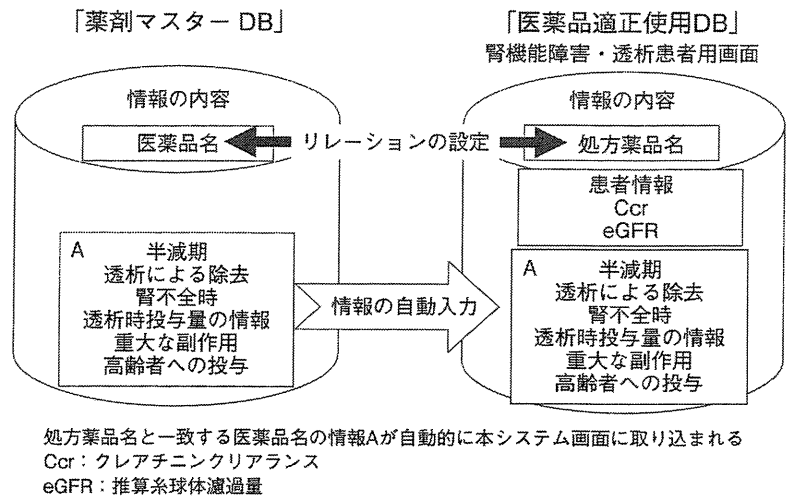 「薬剤マスター DB」
「医薬品適正使用DB」
腎機能障害・透析患者用画面
情報の内容
情報の内容
医薬品名
リレーションの設定
処方薬品名
患者情報
Ccr
eGFR
A 半減期
透析による除去
腎不全時
透析時投与量の情報
重大な副作用
高齢者への投与
情報の自動入力
A 半減期
透析による除去
腎不全時
透析時投与量の情報
重大な副作用
高齢者への投与
処方薬品名と一致する医薬品名の情報Aが自動的に本システム画面に取り込まれる
Ccr：クレアチニンクリアランス
eGFR：推算糸球体濾過量